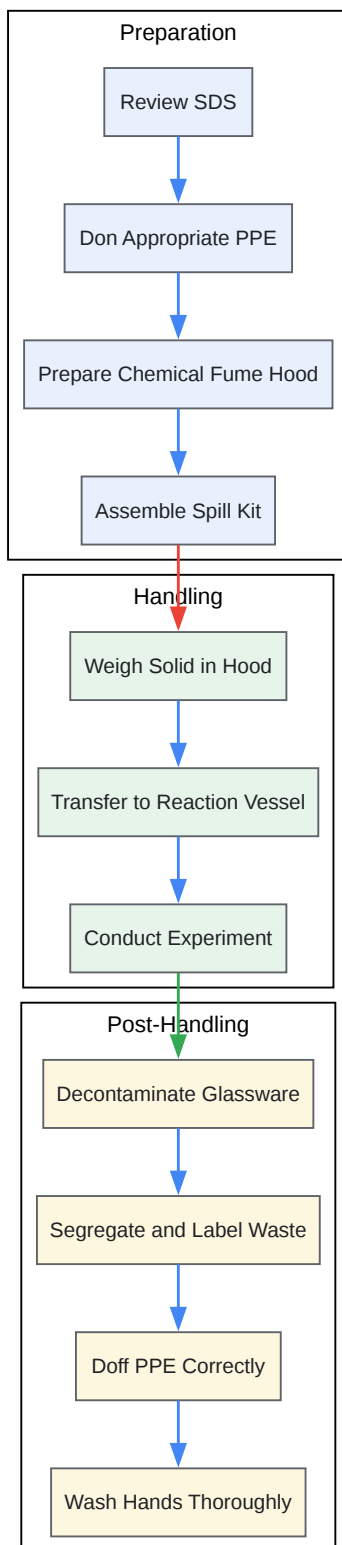 Preparation
Review SDS
Don Appropriate PPE
Prepare Chemical Fume Hood
Assemble Spill Kit
Handling
Weigh Solid in Hood
Transfer to Reaction Vessel
Conduct Experiment
Post-Handling
Decontaminate Glassware
Segregate and Label Waste
Doff PPE Correctly
Wash Hands Thoroughly